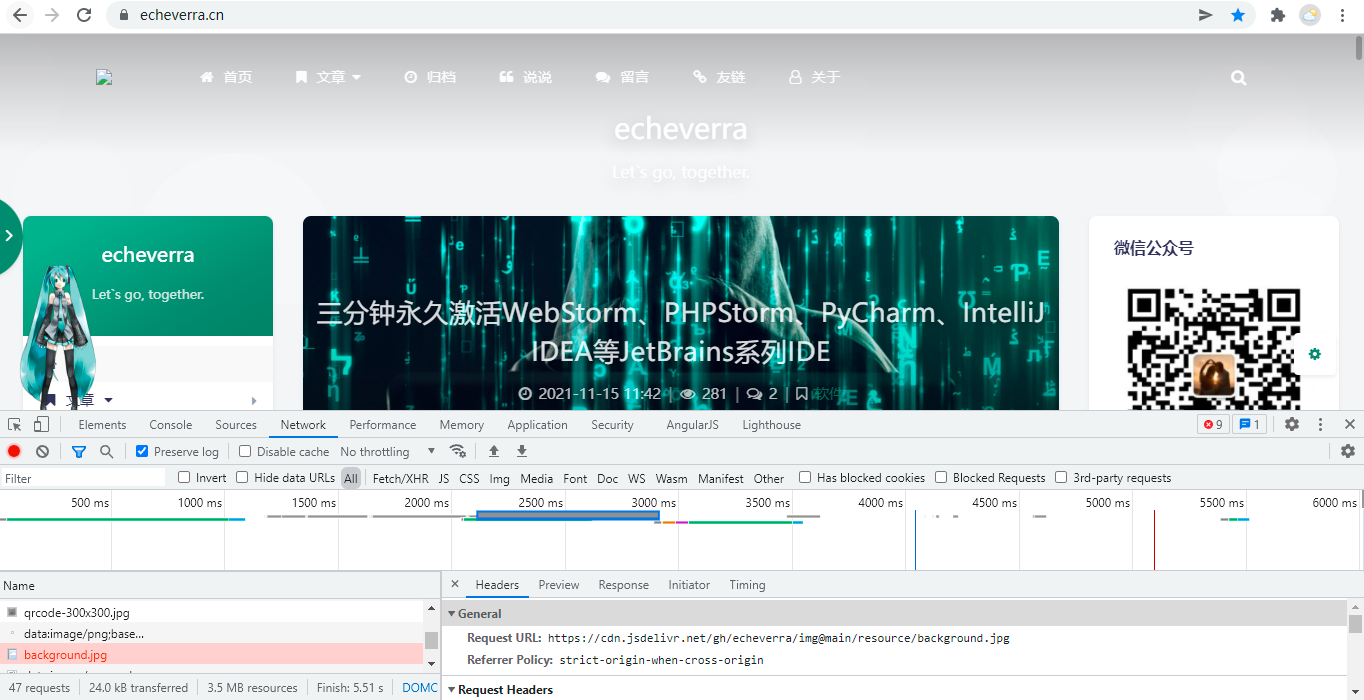 echeverra.cn
首页 文章 归档 说说 留言 友链 关于
echeverra
Let`s go, together.
echeverra
Let`s go, together.
文章
三分钟永久激活WebStorm、PHPStorm、PyCharm、IntelliJ
IDEA等JetBrains系列IDE
2021-11-15 11:42 | 281 | 2 | 软件
微信公众号
Elements Console Sources Network Performance Memory Application Security AngularJS Lighthouse 9 1
Preserve log Disable cache No throttling
Filter Invert Hide data URLs All Fetch/XHR JS CSS Img Media Font Doc WS Wasm Manifest Other Has blocked cookies Blocked Requests 3rd-party requests
500 ms 1000 ms 1500 ms 2000 ms 2500 ms 3000 ms 3500 ms 4000 ms 4500 ms 5000 ms 5500 ms 6000 ms
Name
qrcode-300x300.jpg
data:image/png;base...
background.jpg
47 requests 24.0 kB transferred 3.5 MB resources Finish: 5.51 s DOMC
Headers Preview Response Initiator Timing
General
Request URL: https://cdn.jsdelivr.net/gh/echeverra/img@main/resource/background.jpg
Referrer Policy: strict-origin-when-cross-origin
Request Headers